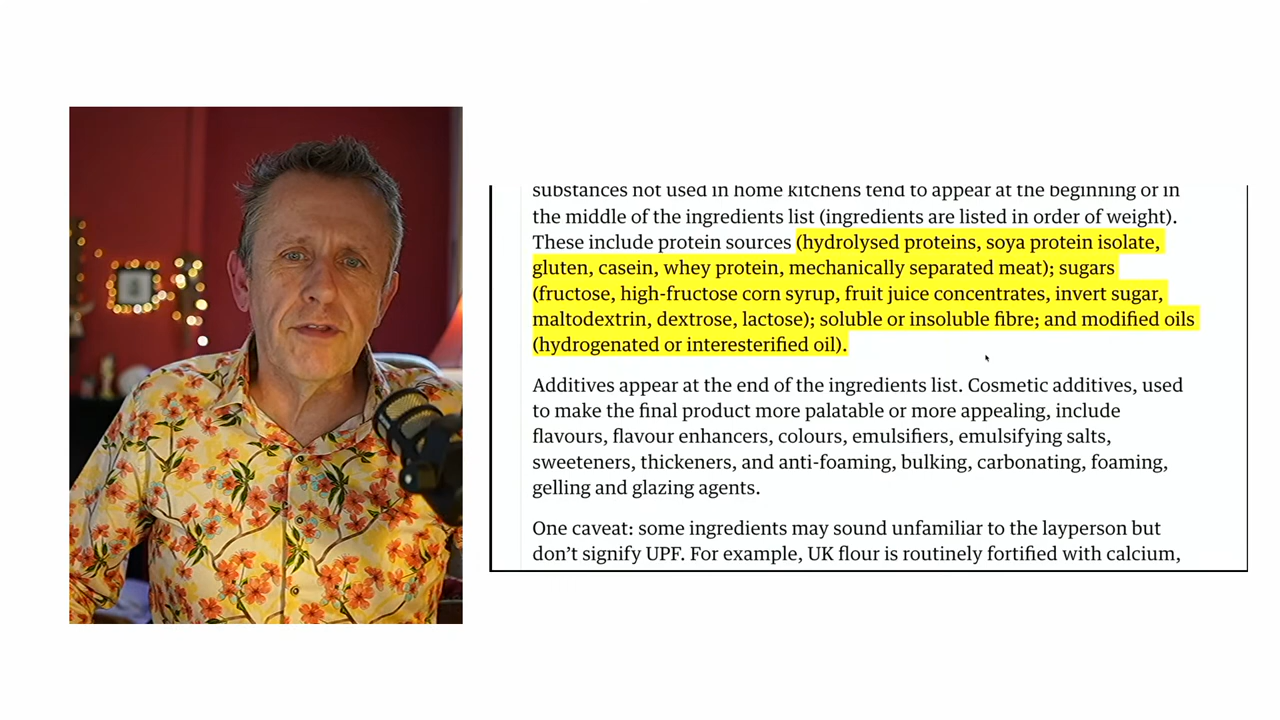 substances not used in home kitchens tend to appear at the beginning or in
the middle of the ingredients list (ingredients are listed in order of weight).
These include protein sources (hydrolysed proteins, soya protein isolate,
gluten, casein, whey protein, mechanically separated meat); sugars
(fructose, high-fructose corn syrup, fruit juice concentrates, invert sugar,
maltodextrin, dextrose, lactose); soluble or insoluble fibre; and modified oils
(hydrogenated or interesterified oil).
Additives appear at the end of the ingredients list. Cosmetic additives, used
to make the final product more palatable or more appealing, include
flavours, flavour enhancers, colours, emulsifiers, emulsifying salts,
sweeteners, thickeners, and anti-foaming, bulking, carbonating, foaming,
gelling and glazing agents.
One caveat: some ingredients may sound unfamiliar to the layperson but
don’t signify UPF. For example, UK flour is routinely fortified with calcium,